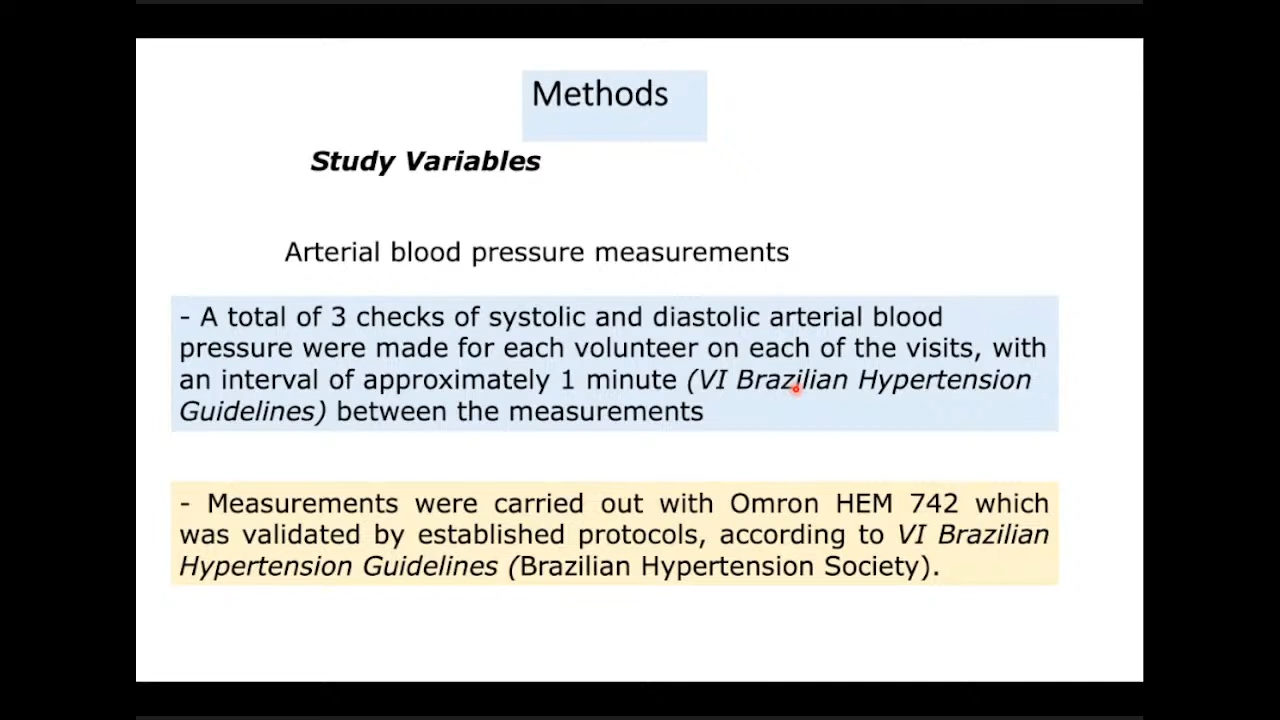 Methods
Study Variables
Arterial blood pressure measurements
- A total of 3 checks of systolic and diastolic arterial blood
pressure were made for each volunteer on each of the visits, with
an interval of approximately 1 minute (VI Brazilian Hypertension
Guidelines) between the measurements
- Measurements were carried out with Omron HEM 742 which
was validated by established protocols, according to VI Brazilian
Hypertension Guidelines (Brazilian Hypertension Society).